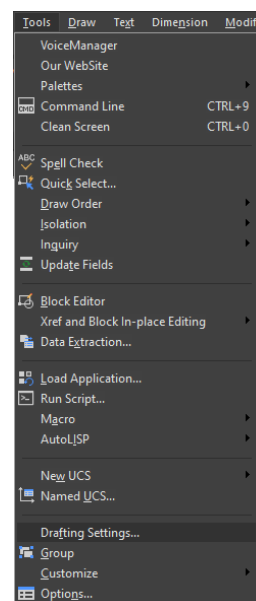 Tools Draw Text Dimension Modif
VoiceManager
Our WebSite
Palettes
CMD Command Line CTRL+9
Clean Screen CTRL+0
ABC Spell Check
Quick Select...
Draw Order
Isolation
Inquiry
Update Fields
Block Editor
Xref and Block In-place Editing
Data Extraction...
Load Application...
Run Script...
Macro
AutoLISP
New UCS
Named UCS...
Drafting Settings...
Group
Customize
Options...